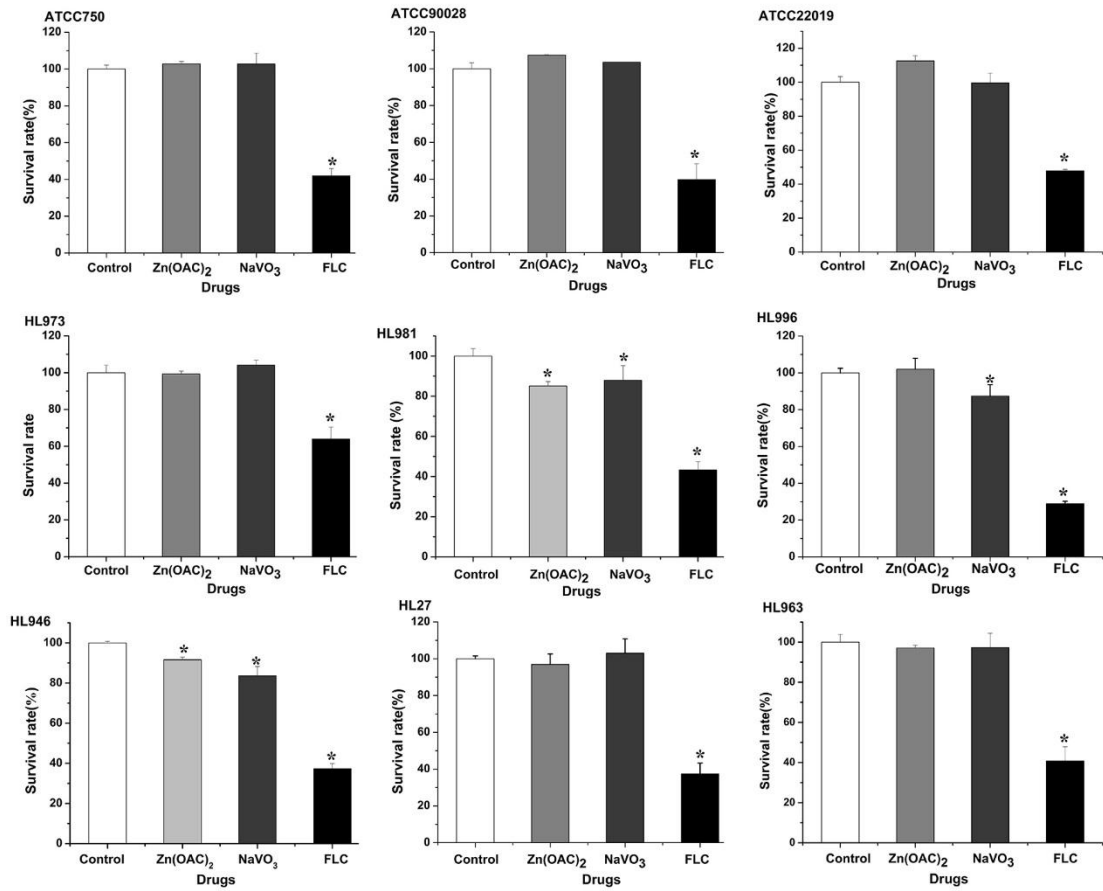 ATCC750
Survival rate(%)
120
100
80
60
40
20
0
*
Control Zn(OAC)2 NaVO3 FLC
Drugs
ATCC90028
Survival rate(%)
120
100
80
60
40
20
0
*
Control Zn(OAC)2 NaVO3 FLC
Drugs
ATCC22019
Survival rate(%)
120
100
80
60
40
20
0
*
Control Zn(OAC)2 NaVO3 FLC
Drugs
HL973
Survival rate
120
100
80
60
40
20
0
*
Control Zn(OAC)2 NaVO3 FLC
Drugs
HL981
Survival rate (%)
100
80
60
40
20
0
* * *
Control Zn(OAC)2 NaVO3 FLC
Drugs
HL996
Survival rate(%)
120
100
80
60
40
20
0
* *
Control Zn(OAC)2 NaVO3 FLC
Drugs
HL946
Survival rate(%)
100
80
60
40
20
0
* * *
Control Zn(OAC)2 NaVO3 FLC
Drugs
HL27
Survival rate(%)
120
100
80
60
40
20
0
*
Control Zn(OAC)2 NaVO3 FLC
Drugs
HL963
Survival rate(%)
100
80
60
40
20
0
*
Control Zn(OAC)2 NaVO3 FLC
Drugs